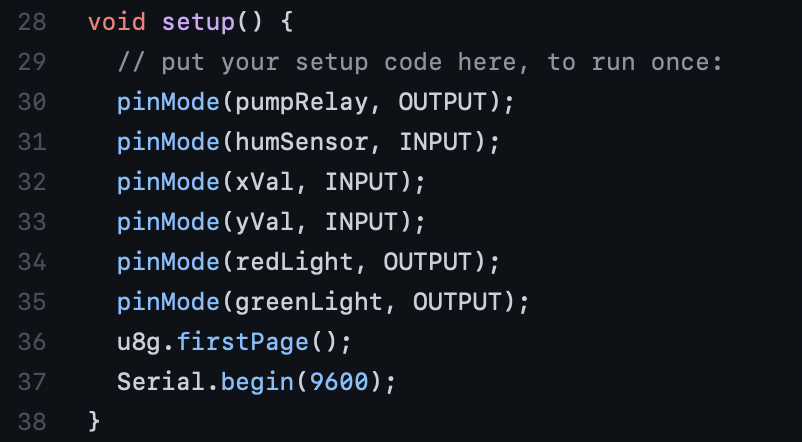 28 void setup() {
29 // put your setup code here, to run once:
30 pinMode(pumpRelay, OUTPUT);
31 pinMode(humSensor, INPUT);
32 pinMode(xVal, INPUT);
33 pinMode(yVal, INPUT);
34 pinMode(redLight, OUTPUT);
35 pinMode(greenLight, OUTPUT);
36 u8g.firstPage();
37 Serial.begin(9600);
38 }